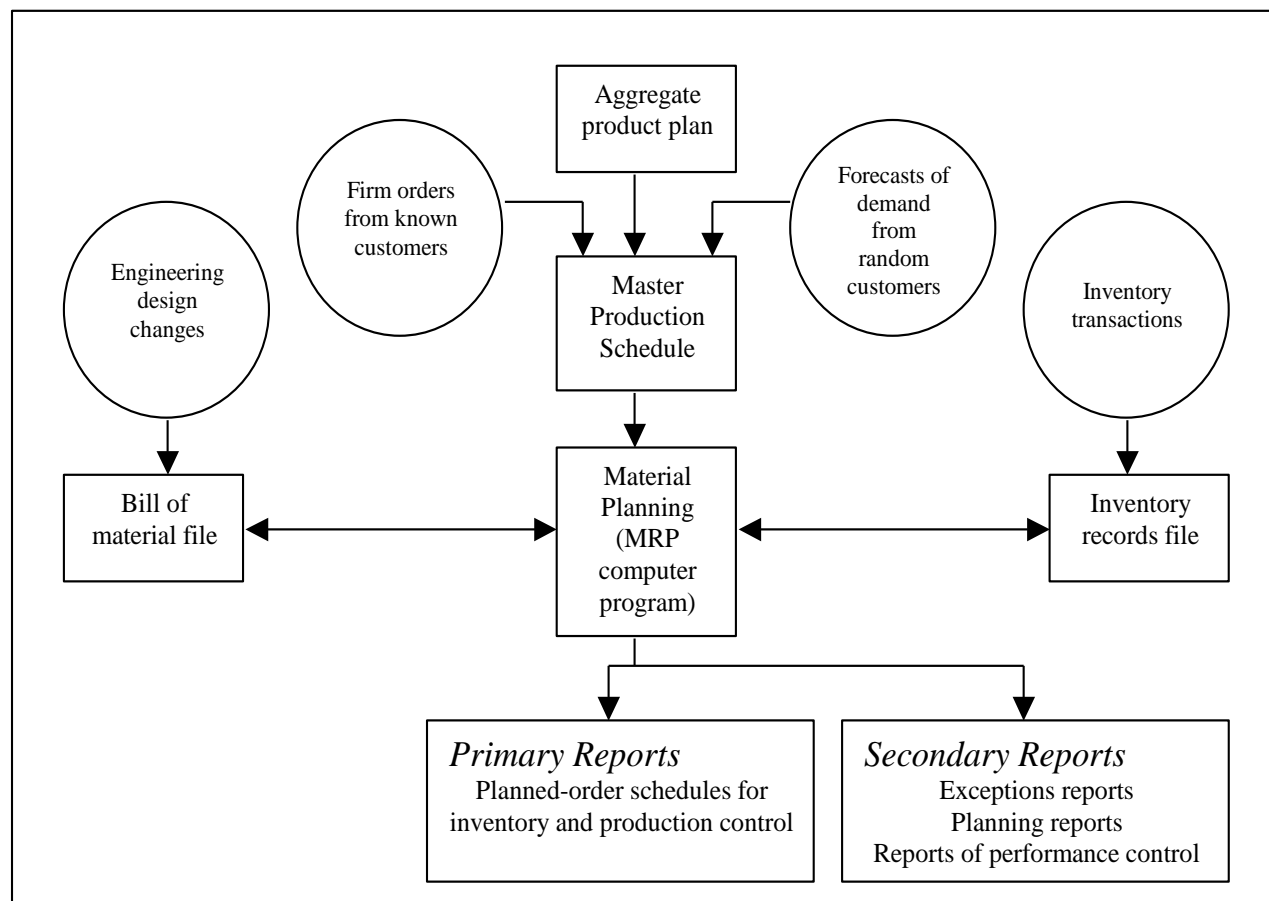 Aggregate
product plan
Firm orders
from known
customers
Forecasts of
demand
from
random
customers
Engineering
design
changes
Master
Production
Schedule
Inventory
transactions
Bill of
material file
Material
Planning
(MRP
computer
program)
Inventory
records file
Primary Reports
Planned-order schedules for
inventory and production control
Secondary Reports
Exceptions reports
Planning reports
Reports of performance control